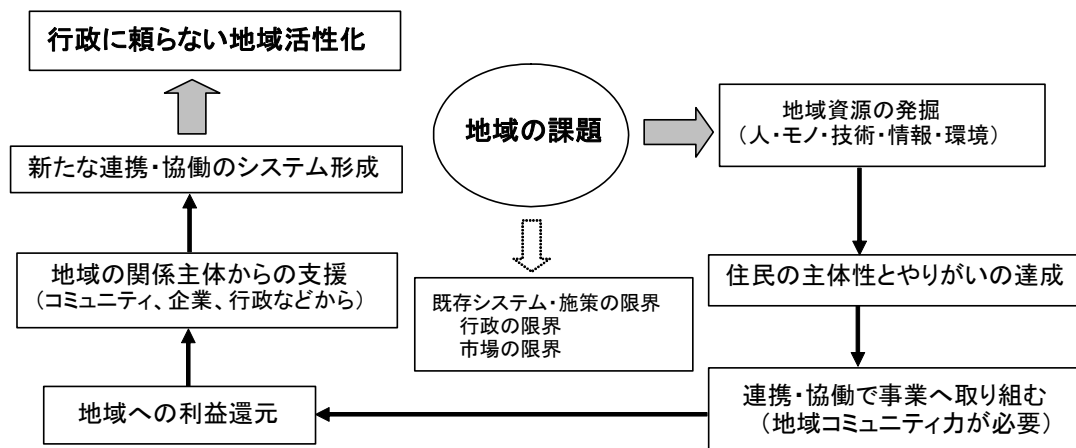 行政に頼らない地域活性化
地域の課題
地域資源の発掘
（人・モノ・技術・情報・環境）
新たな連携・協働のシステム形成
地域の関係主体からの支援
（コミュニティ、企業、行政などから）
住民の主体性とやりがいの達成
既存システム・施策の限界
行政の限界
市場の限界
地域への利益還元
連携・協働で事業へ取り組む
（地域コミュニティ力が必要）